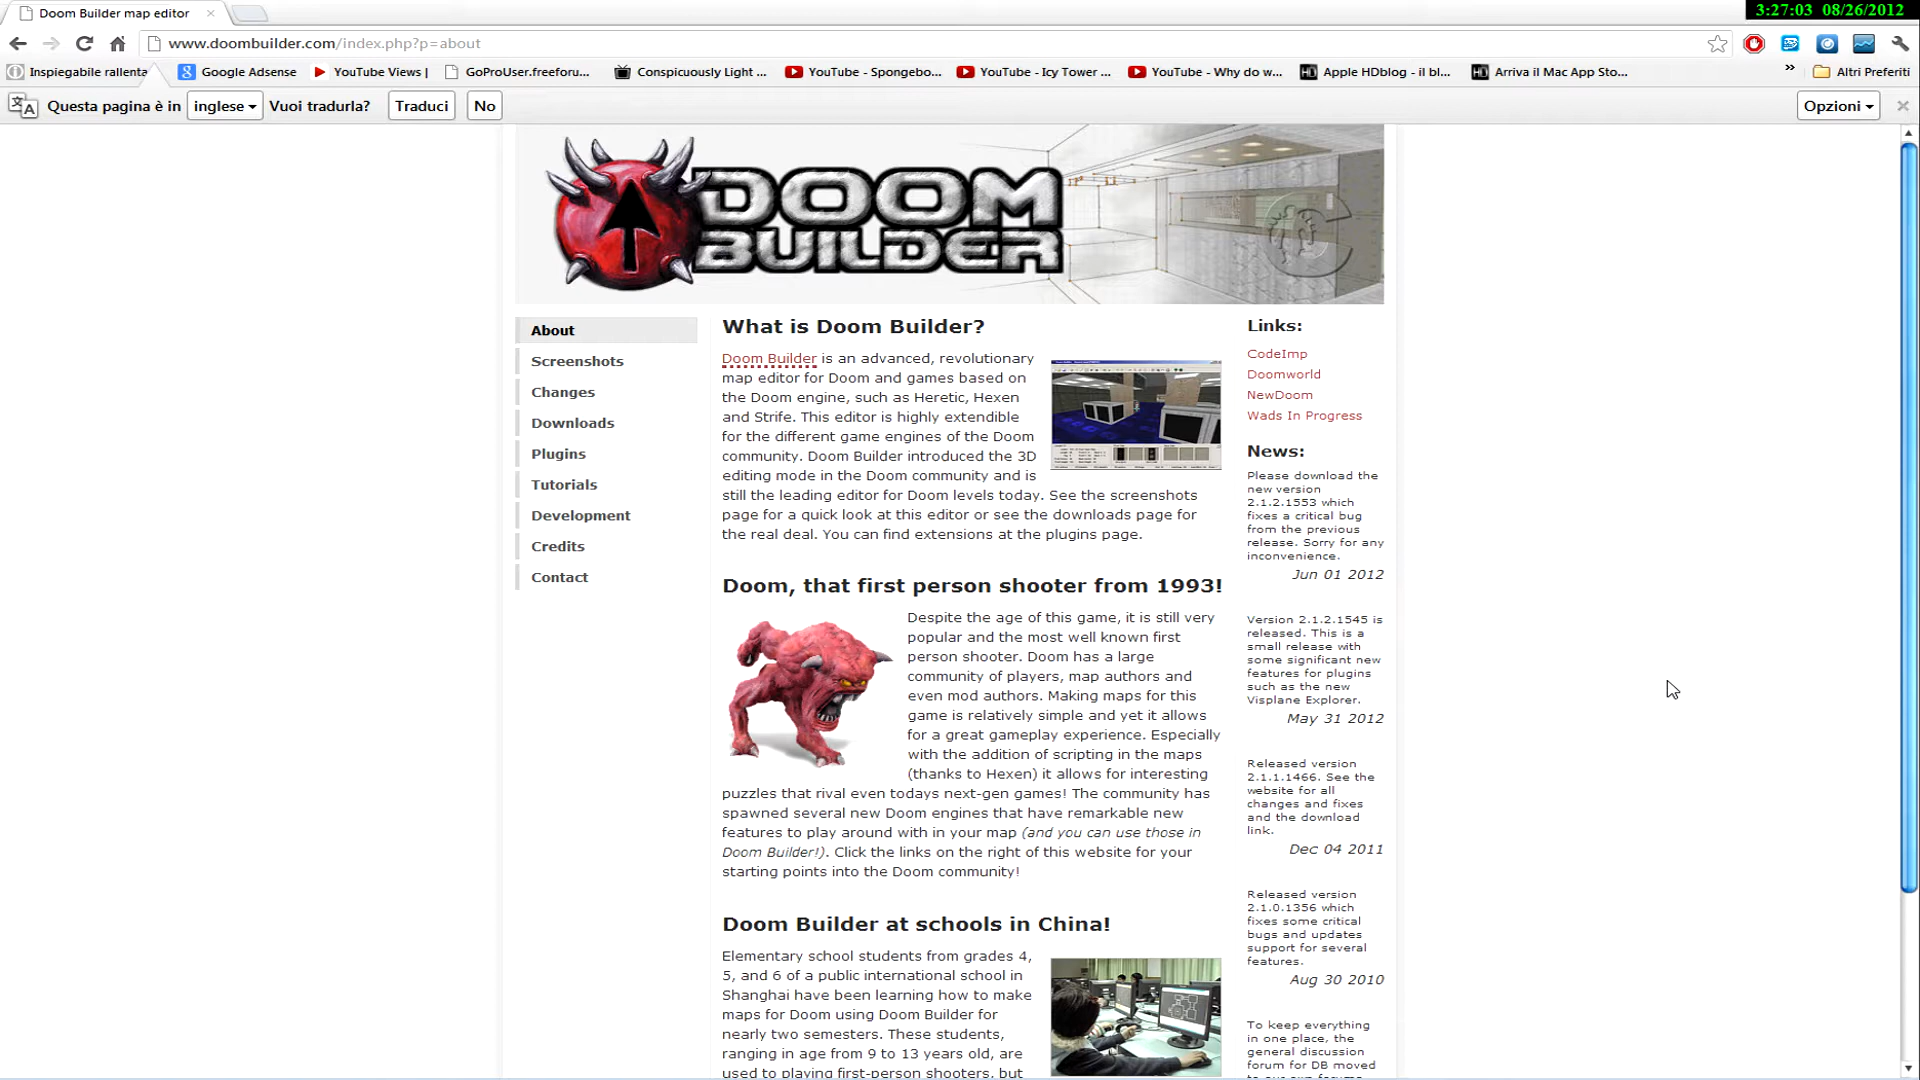 Doom Builder map editor
3:27:03 08/26/2012
www.doombuilder.com/index.php?p=about
Inspiegabile rallenta
Google Adsense
YouTube Views |
GoProUser.freeforu...
Conspicuously Light ...
YouTube - Spongebo...
YouTube - Icy Tower ...
YouTube - Why do w...
Apple HDblog - il bl...
Arriva il Mac App Sto...
»
Altri Preferiti
Questa pagina è in inglese Vuoi tradurla? Traduci No
Opzioni
DOOM
BUILDER
About
Screenshots
Changes
Downloads
Plugins
Tutorials
Development
Credits
Contact
What is Doom Builder?
Doom Builder is an advanced, revolutionary
map editor for Doom and games based on
the Doom engine, such as Heretic, Hexen
and Strife. This editor is highly extendible
for the different game engines of the Doom
community. Doom Builder introduced the 3D
editing mode in the Doom community and is
still the leading editor for Doom levels today. See the screenshots
page for a quick look at this editor or see the downloads page for
the real deal. You can find extensions at the plugins page.
Doom, that first person shooter from 1993!
Despite the age of this game, it is still very
popular and the most well known first
person shooter. Doom has a large
community of players, map authors and
even mod authors. Making maps for this
game is relatively simple and yet it allows
for a great gameplay experience. Especially
with the addition of scripting in the maps
(thanks to Hexen) it allows for interesting
puzzles that rival even todays next-gen games! The community has
spawned several new Doom engines that have remarkable new
features to play around with in your map (and you can use those in
Doom Builder!). Click the links on the right of this website for your
starting points into the Doom community!
Doom Builder at schools in China!
Elementary school students from grades 4,
5, and 6 of a public international school in
Shanghai have been learning how to make
maps for Doom using Doom Builder for
nearly two semesters. These students,
ranging in age from 9 to 13 years old, are
used to playing first-person shooters, but
Links:
CodeImp
Doomworld
NewDoom
Wads In Progress
News:
Please download the
new version
2.1.2.1553 which
fixes a critical bug
from the previous
release. Sorry for any
inconvenience.
Jun 01 2012
Version 2.1.2.1545 is
released. This is a
small release with
some significant new
features for plugins
such as the new
Visplane Explorer.
May 31 2012
Released version
2.1.1.1466. See the
website for all
changes and fixes
and the download
link.
Dec 04 2011
Released version
2.1.0.1356 which
fixes some critical
bugs and updates
support for several
features.
Aug 30 2010
To keep everything
in one place, the
general discussion
forum for DB moved